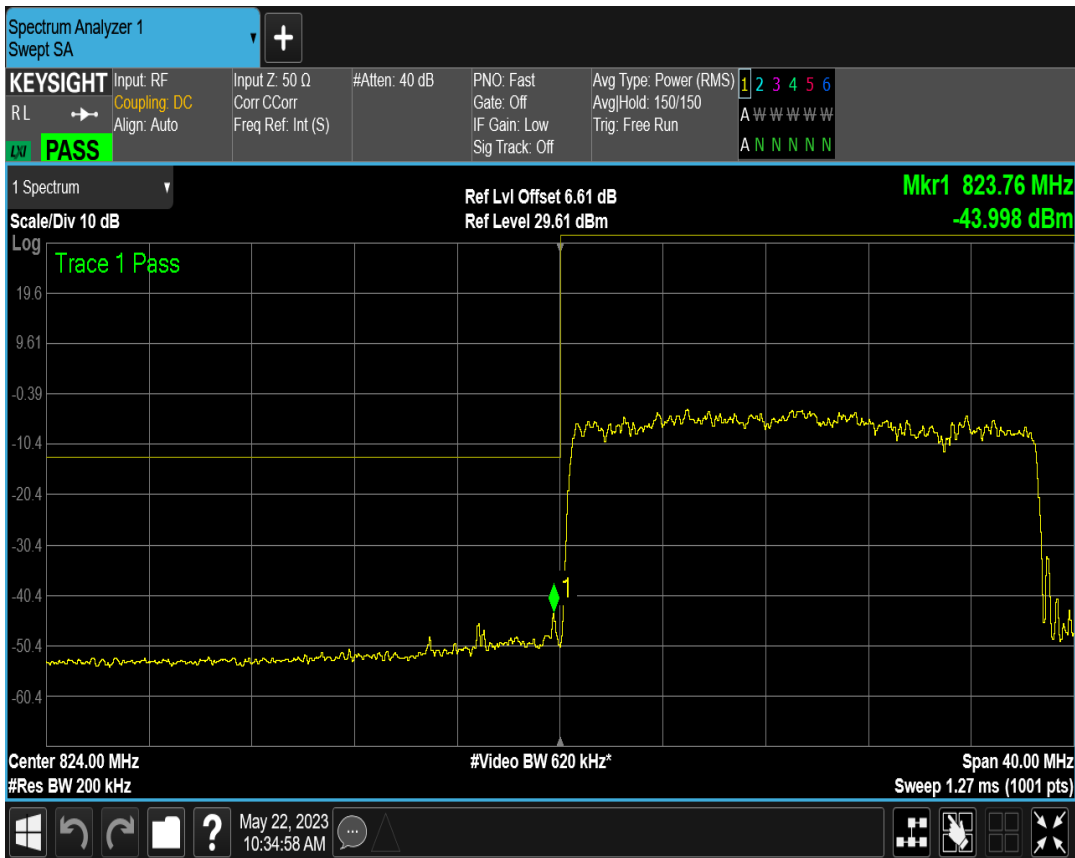 Spectrum Analyzer 1
Swept SA
+
KEYSIGHT
R L
LXI
PASS
Input: RF
Coupling: DC
Align: Auto
Input Z: 50 Ω
Corr CCorr
Freq Ref: Int (S)
#Atten: 40 dB
PNO: Fast
Gate: Off
IF Gain: Low
Sig Track: Off
Avg Type: Power (RMS)
Avg|Hold: 150/150
Trig: Free Run
1 2 3 4 5 6
A W W W W W
A N N N N N
1 Spectrum
Scale/Div 10 dB
Ref Lvl Offset 6.61 dB
Ref Level 29.61 dBm
Mkr1 823.76 MHz
-43.998 dBm
Log
Trace 1 Pass
19.6
9.61
-0.39
-10.4
-20.4
-30.4
-40.4
-50.4
-60.4
1
Center 824.00 MHz
#Res BW 200 kHz
#Video BW 620 kHz*
Span 40.00 MHz
Sweep 1.27 ms (1001 pts)
?
May 22, 2023
10:34:58 AM